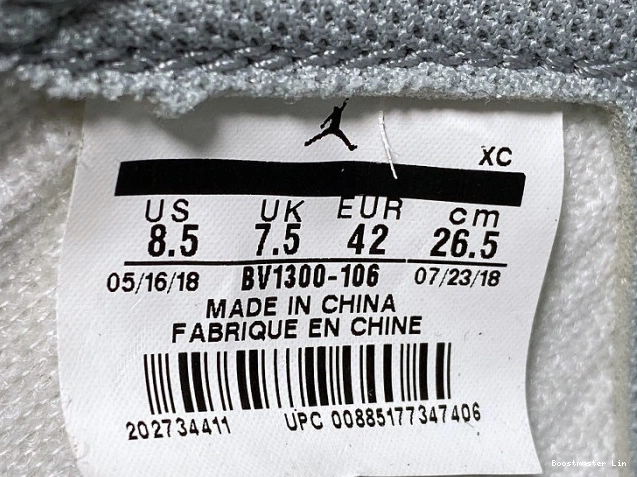 XC
US UK EUR cm
8.5 7.5 42 26.5
05/16/18 BV1300-106 07/23/18
MADE IN CHINA
FABRIQUE EN CHINE
202734411 UPC 00885177347406
Boostmaster Lin